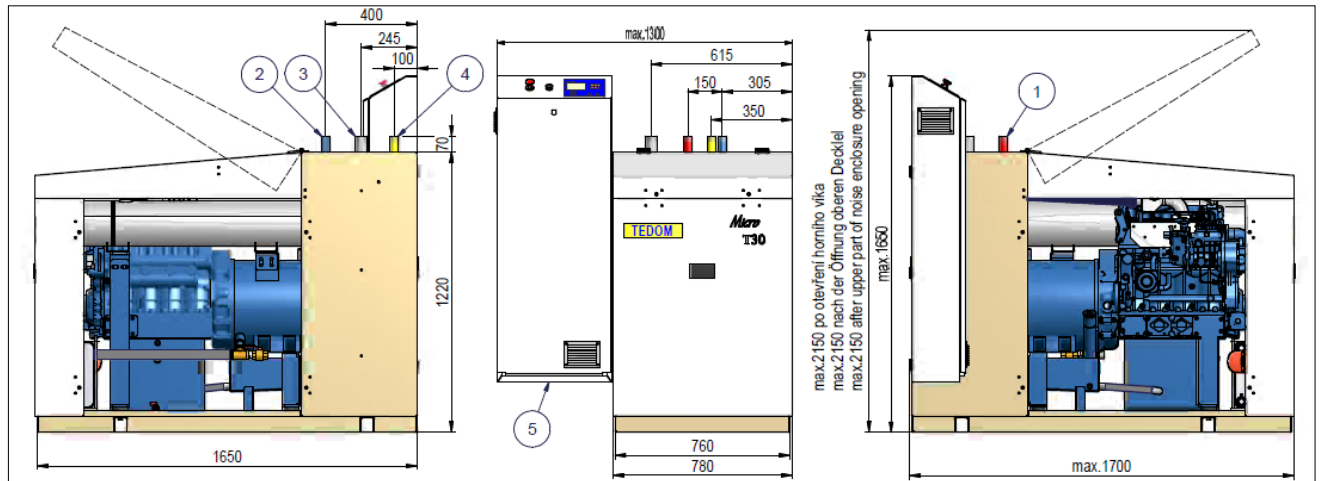 400
245
100
2
3
4
70
1220
1650
max.1300
615
150
305
350
TEDOM
Micro
T30
5
760
780
max.2150 po otevření horního víka
max.2150 nach der Öffnung oberen Decklel
max.2150 after upper part of noise enclosure opening
max.1650
1
max.1700